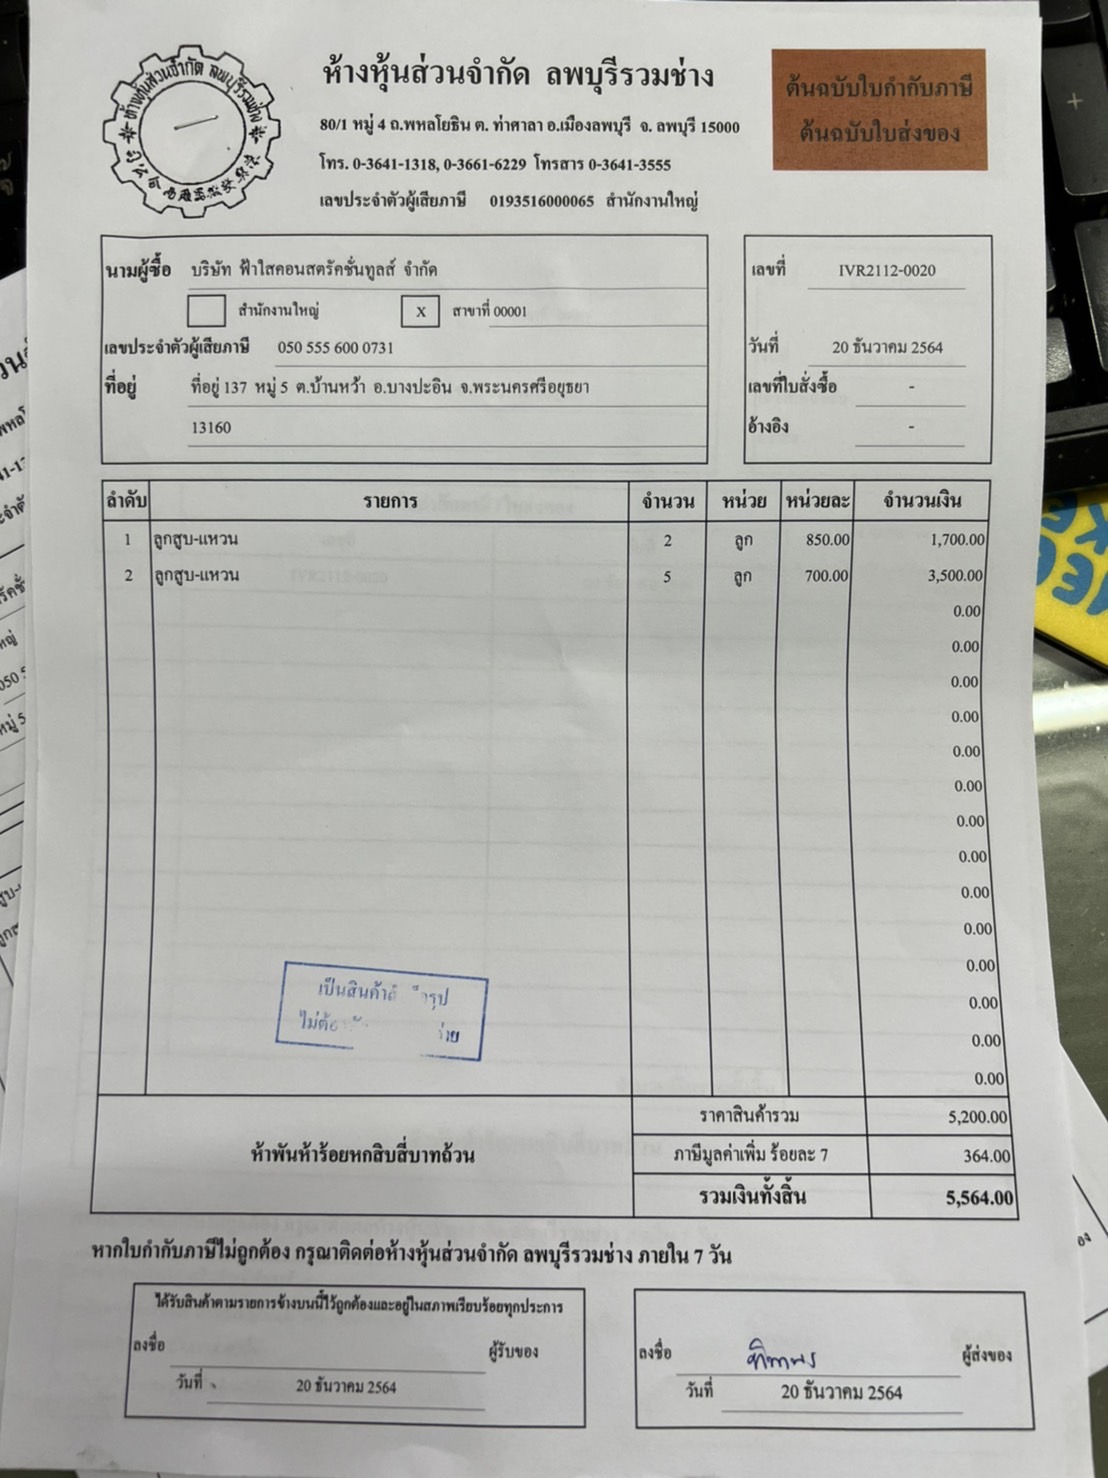 ห้างหุ้นส่วนจำกัด ลพบุรีรวมช่าง
ห้างหุ้นส่วนจำกัด ลพบุรีรวมช่าง
80/1 หมู่ 4 ถ.พหลโยธิน ต. ท่าศาลา อ.เมืองลพบุรี จ. ลพบุรี 15000
โทร. 0-3641-1318, 0-3661-6229 โทรสาร 0-3641-3555
เลขประจำตัวผู้เสียภาษี 0193516000065 สำนักงานใหญ่
ต้นฉบับใบกำกับภาษี
ต้นฉบับใบส่งของ
นามผู้ซื้อ บริษัท ฟ้าใสคอนสตรัคชั่นทูลส์ จำกัด
สำนักงานใหญ่ X สาขาที่ 00001
เลขประจำตัวผู้เสียภาษี 050 555 600 0731
ที่อยู่ ที่อยู่ 137 หมู่ 5 ต.บ้านหว้า อ.บางปะอิน จ.พระนครศรีอยุธยา
13160
เลขที่ IVR2112-0020
วันที่ 20 ธันวาคม 2564
เลขที่ใบสั่งซื้อ -
อ้างอิง -
ลำดับ รายการ จำนวน หน่วย หน่วยละ จำนวนเงิน
1 ลูกสูบ-แหวน 2 ลูก 850.00 1,700.00
2 ลูกสูบ-แหวน 5 ลูก 700.00 3,500.00
0.00
0.00
0.00
0.00
0.00
0.00
0.00
0.00
0.00
0.00
0.00
0.00
0.00
0.00
เป็นสินค้า
ราคาสินค้ารวม 5,200.00
ห้าพันห้าร้อยหกสิบสี่บาทถ้วน ภาษีมูลค่าเพิ่ม ร้อยละ 7 364.00
รวมเงินทั้งสิ้น 5,564.00
หากใบกำกับภาษีไม่ถูกต้อง กรุณาติดต่อห้างหุ้นส่วนจำกัด ลพบุรีรวมช่าง ภายใน 7 วัน
ได้รับสินค้าตามรายการข้างบนนี้ไว้ถูกต้องและอยู่ในสภาพเรียบร้อยทุกประการ
ลงชื่อ ผู้รับของ
วันที่ 20 ธันวาคม 2564
ลงชื่อ ผู้ส่งของ
วันที่ 20 ธันวาคม 2564